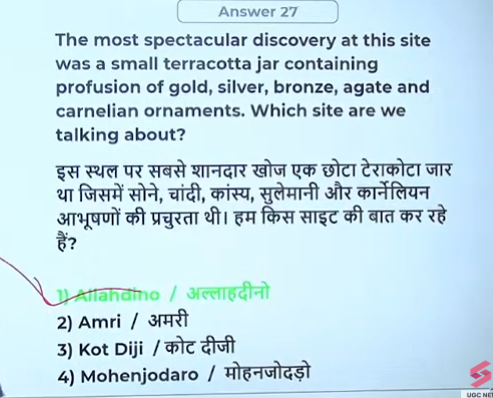 Answer 27
The most spectacular discovery at this site
was a small terracotta jar containing
profusion of gold, silver, bronze, agate and
carnelian ornaments. Which site are we
talking about?
इस स्थल पर सबसे शानदार खोज एक छोटा टेराकोटा जार
था जिसमें सोने, चांदी, कांस्य, सुलेमानी और कार्नेलियन
आभूषणों की प्रचुरता थी। हम किस साइट की बात कर रहे
हैं?
1) Allahdino / अल्लाहदीनो
2) Amri / अमरी
3) Kot Diji / कोट दीजी
4) Mohenjodaro / मोहनजोदड़ो
UGC NE